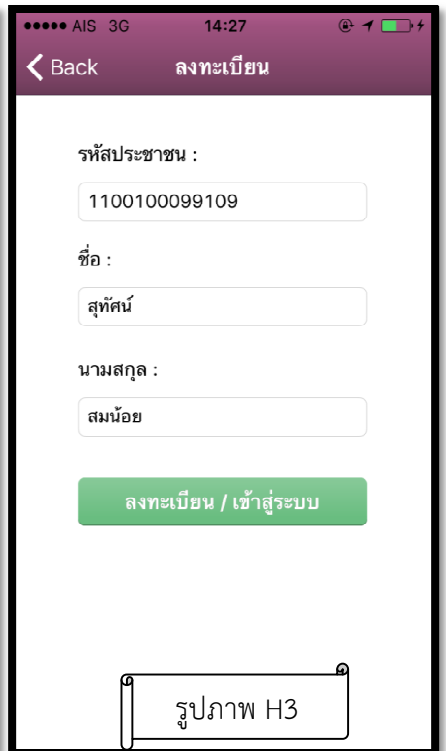 AIS 3G 14:27
Back ลงทะเบียน
รหัสประชาชน :
1100100099109
ชื่อ :
สุทัศน์
นามสกุล :
สมน้อย
ลงทะเบียน / เข้าสู่ระบบ
รูปภาพ H3